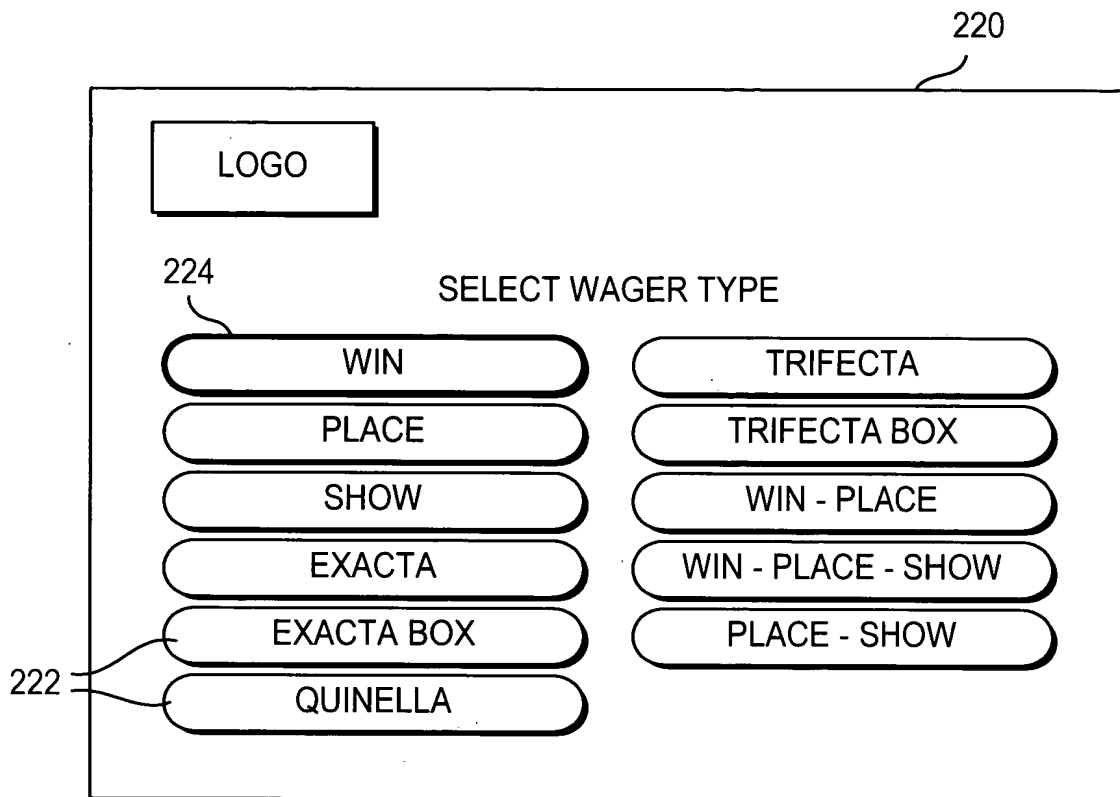 220
LOGO
224
SELECT WAGER TYPE
WIN
PLACE
SHOW
EXACTA
EXACTA BOX
222
QUINELLA
TRIFECTA
TRIFECTA BOX
WIN - PLACE
WIN - PLACE - SHOW
PLACE - SHOW